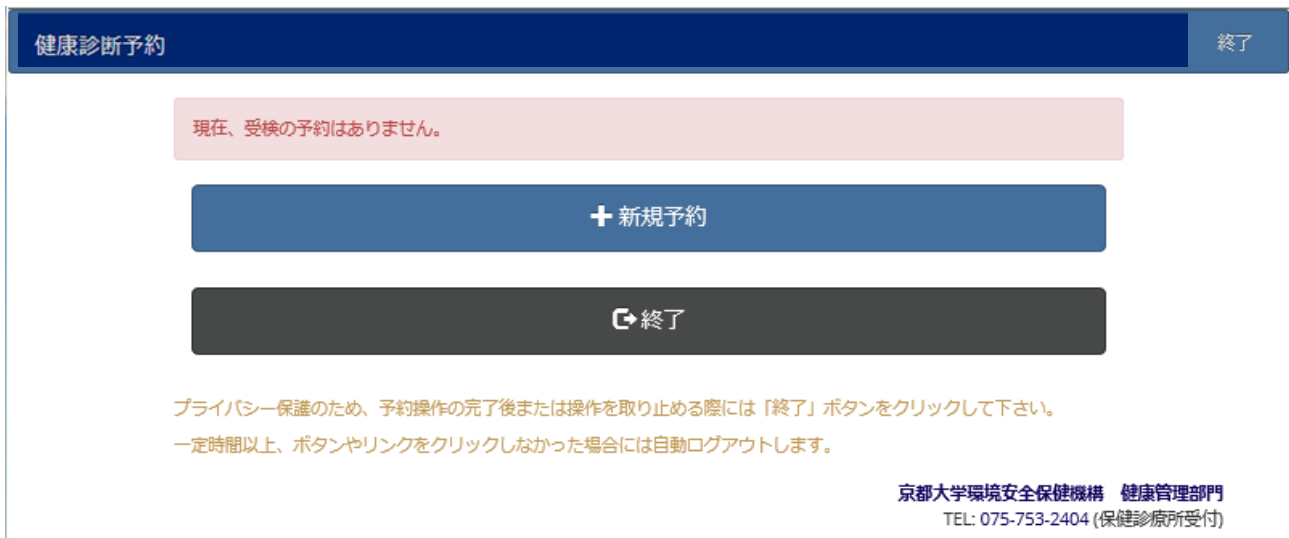 健康診断予約
終了
現在、受検の予約はありません。
新規予約
終了
プライバシー保護のため、予約操作の完了後または操作を取り止める際には「終了」ボタンをクリックして下さい。
一定時間以上、ボタンやリンクをクリックしなかった場合には自動ログアウトします。
京都大学環境安全保健機構　健康管理部門
TEL: 075-753-2404 (保健診療所受付)